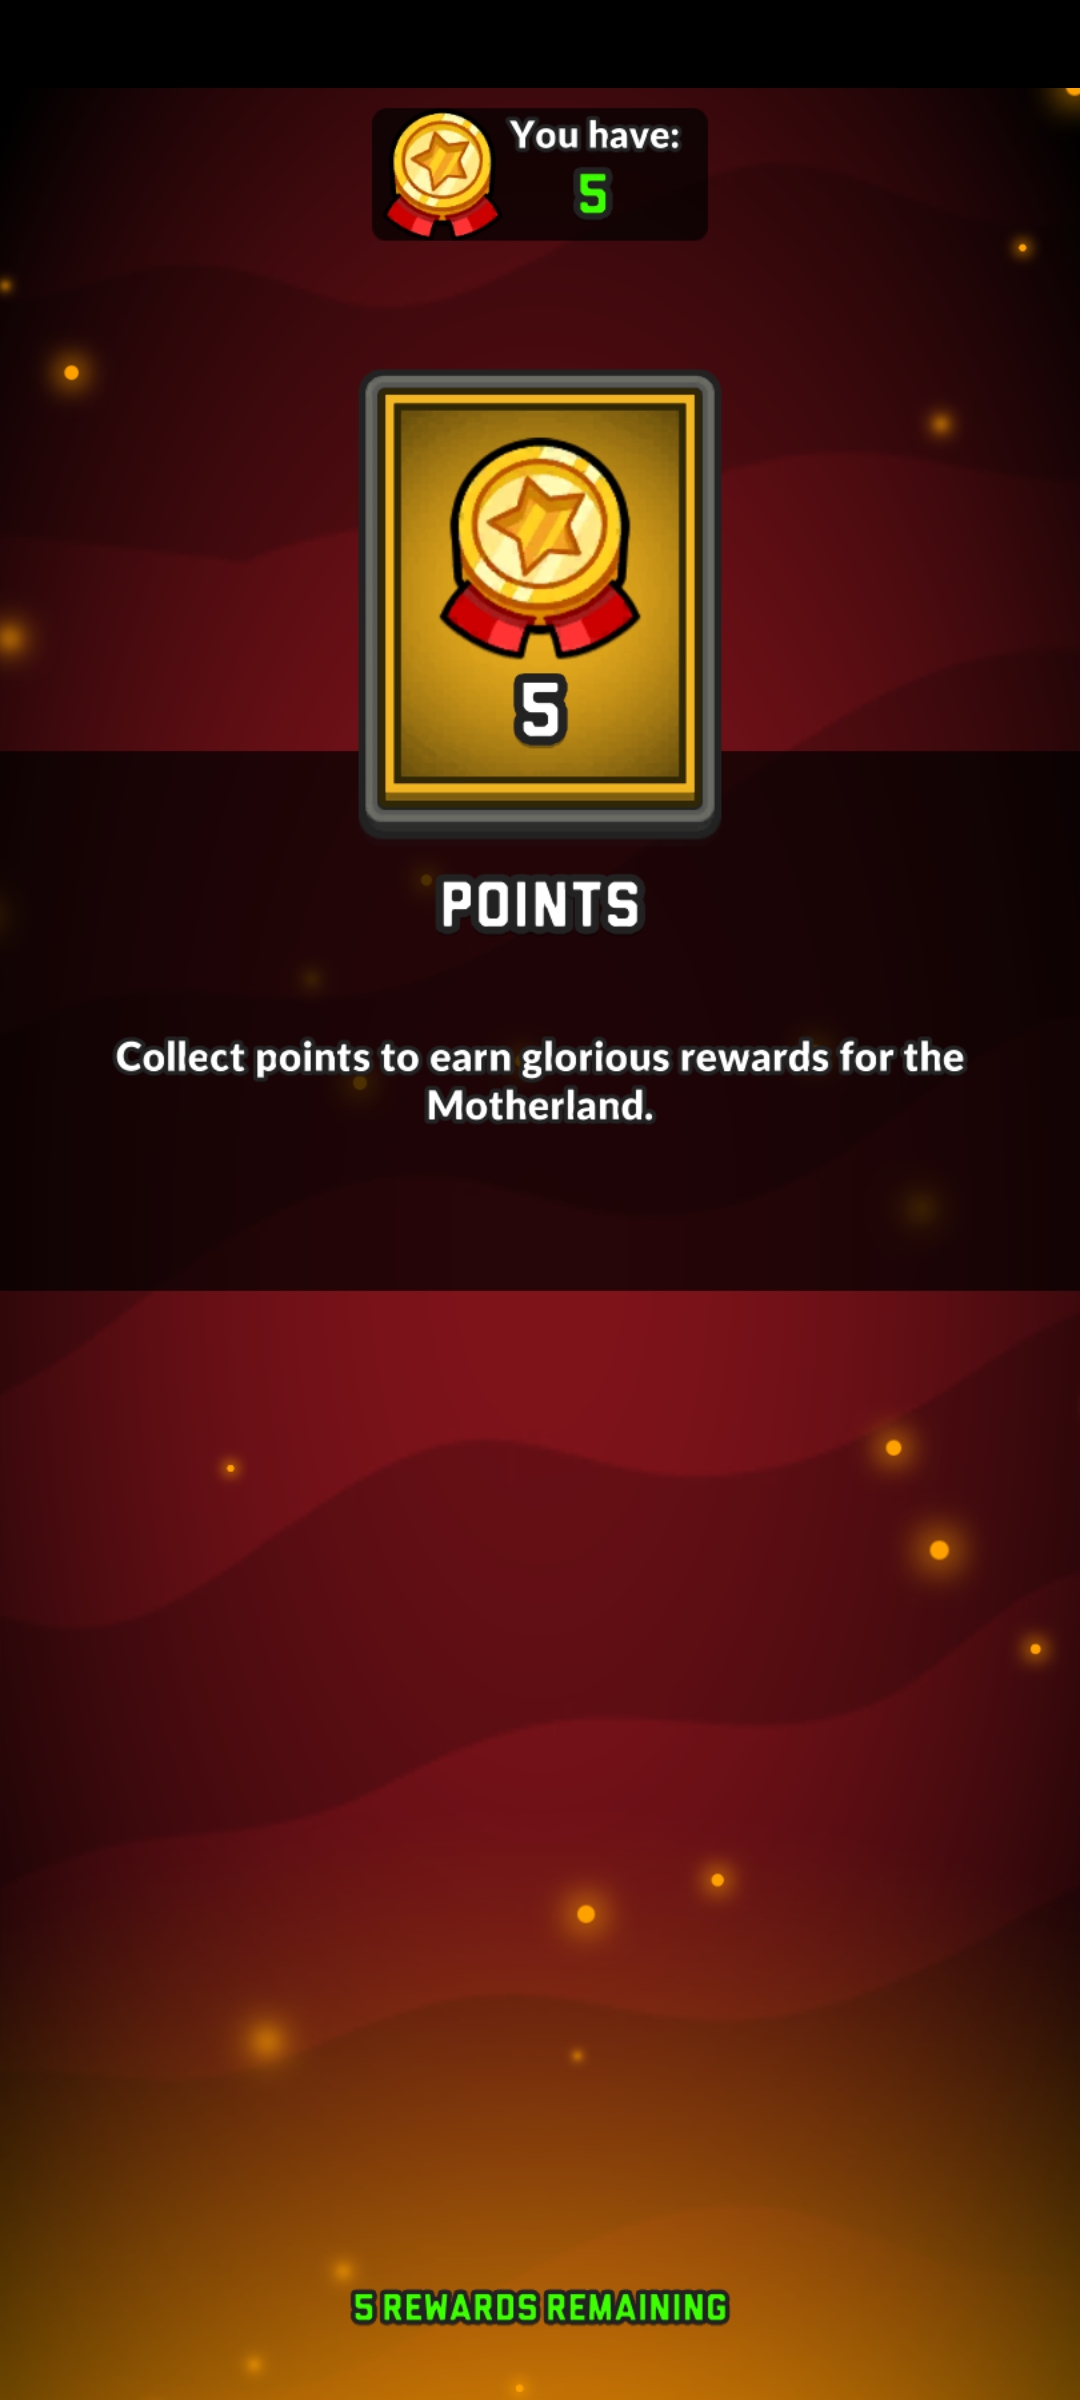 You have:
5
5
POINTS
Collect points to earn glorious rewards for the
Motherland.
5 REWARDS REMAINING